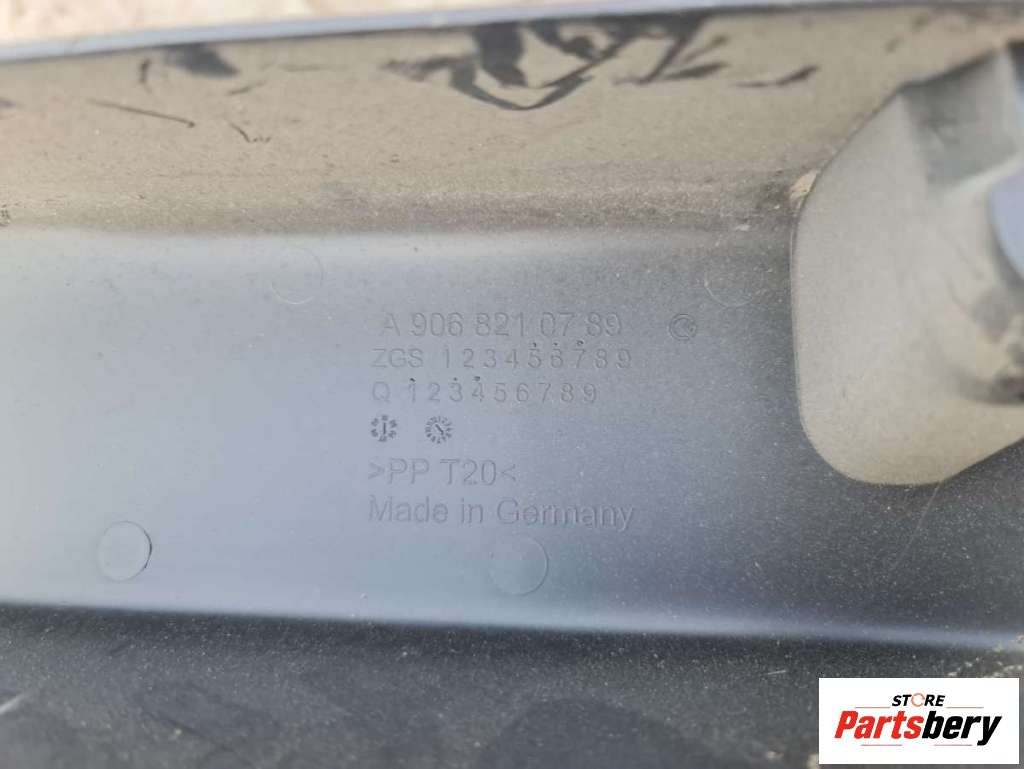 A 906 821 07 89
ZGS 123456789
Q 123456789
>PP T20<
Made in Germany
STORE
Partsbery